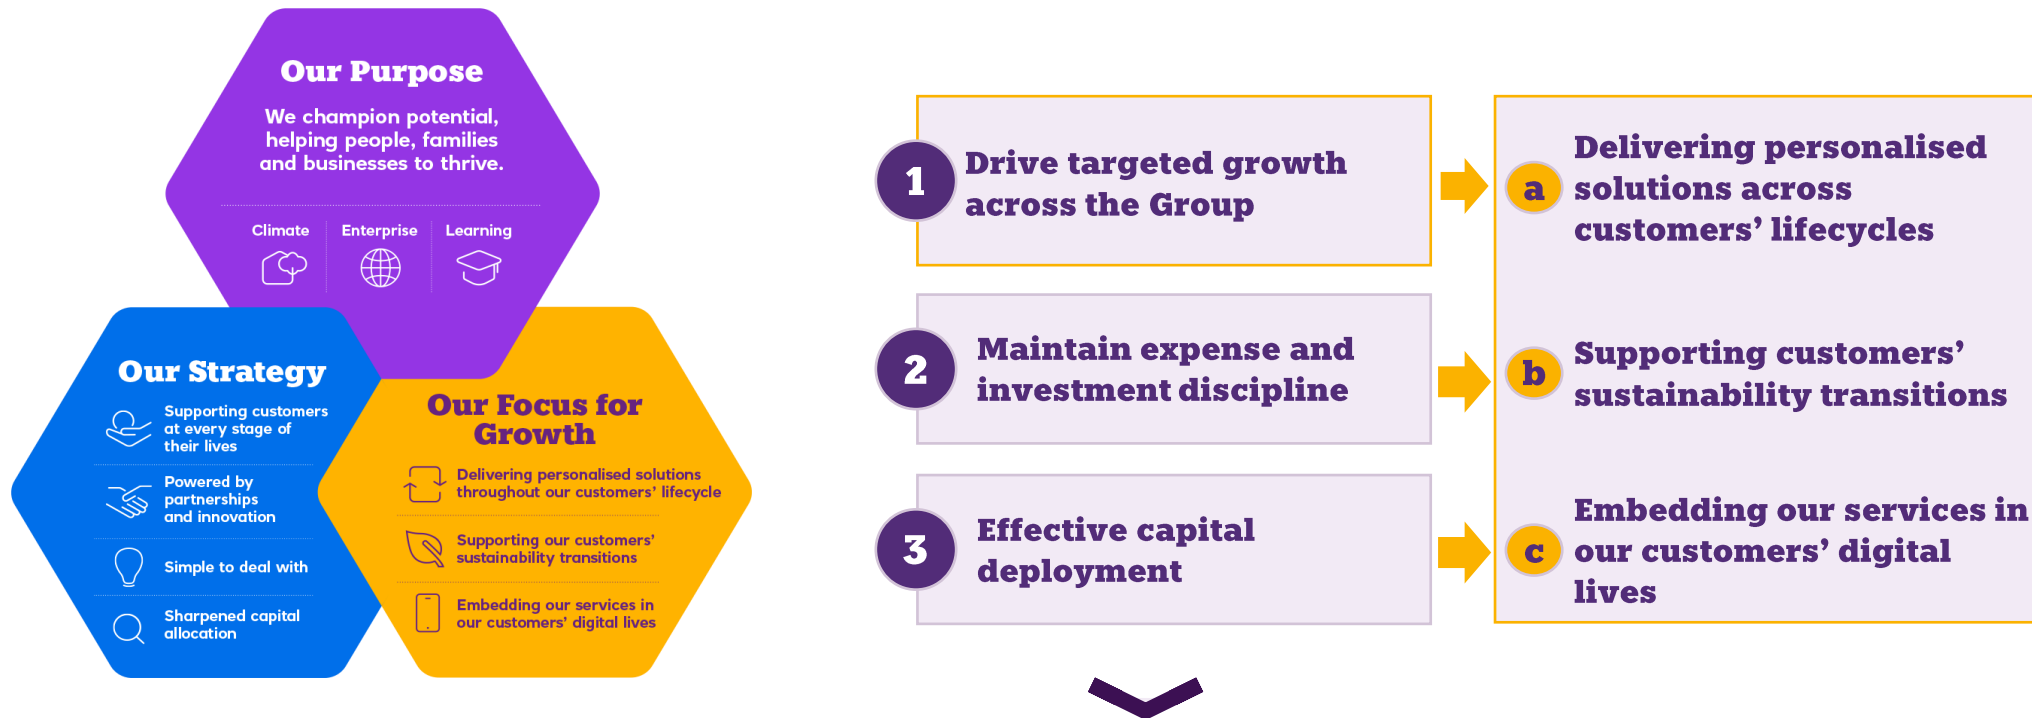 Our Purpose
We champion potential,
helping people, families
and businesses to thrive.
Climate
Enterprise
Learning
Our Strategy
Supporting customers
at every stage of
their lives
Powered by
partnerships
and innovation
Simple to deal with
Sharpened capital
allocation
Our Focus for
Growth
Delivering personalised solutions
throughout our customers’ lifecycle
Supporting our customers’
sustainability transitions
Embedding our services in
our customers’ digital lives
1
Drive targeted growth
across the Group
2
Maintain expense and
investment discipline
3
Effective capital
deployment
a
Delivering personalised
solutions across
customers’ lifecycles
b
Supporting customers’
sustainability transitions
c
Embedding our services in
our customers’ digital
lives